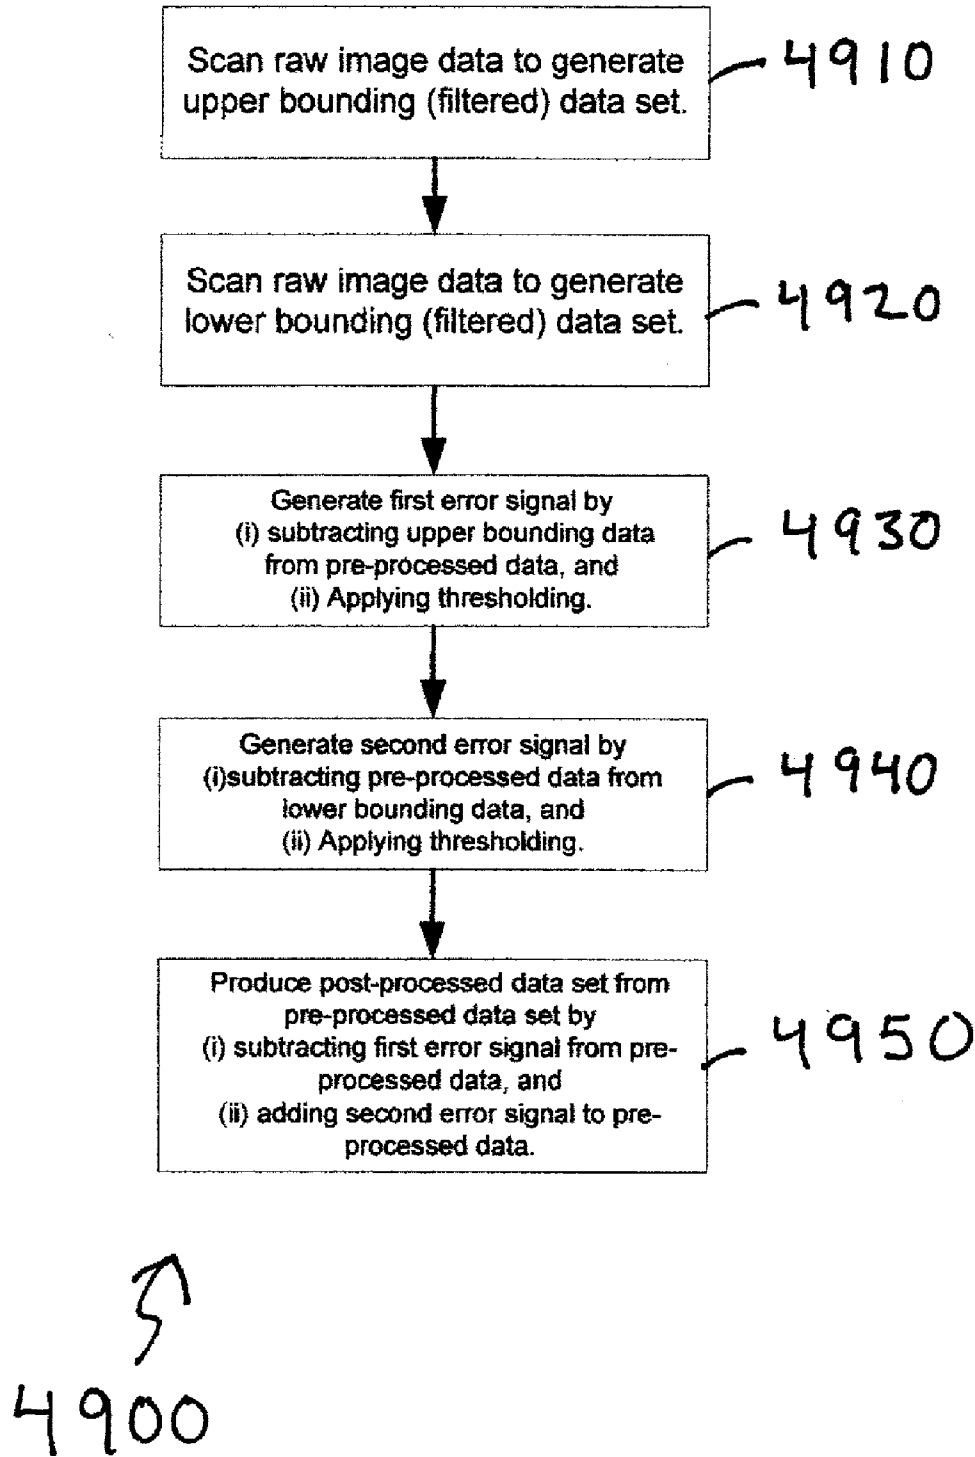 Scan raw image data to generate
upper bounding (filtered) data set.
4910
Scan raw image data to generate
lower bounding (filtered) data set.
4920
Generate first error signal by
(i) subtracting upper bounding data
from pre-processed data, and
(ii) Applying thresholding.
4930
Generate second error signal by
(i)subtracting pre-processed data from
lower bounding data, and
(ii) Applying thresholding.
4940
Produce post-processed data set from
pre-processed data set by
(i) subtracting first error signal from pre-
processed data, and
(ii) adding second error signal to pre-
processed data.
4950
4900